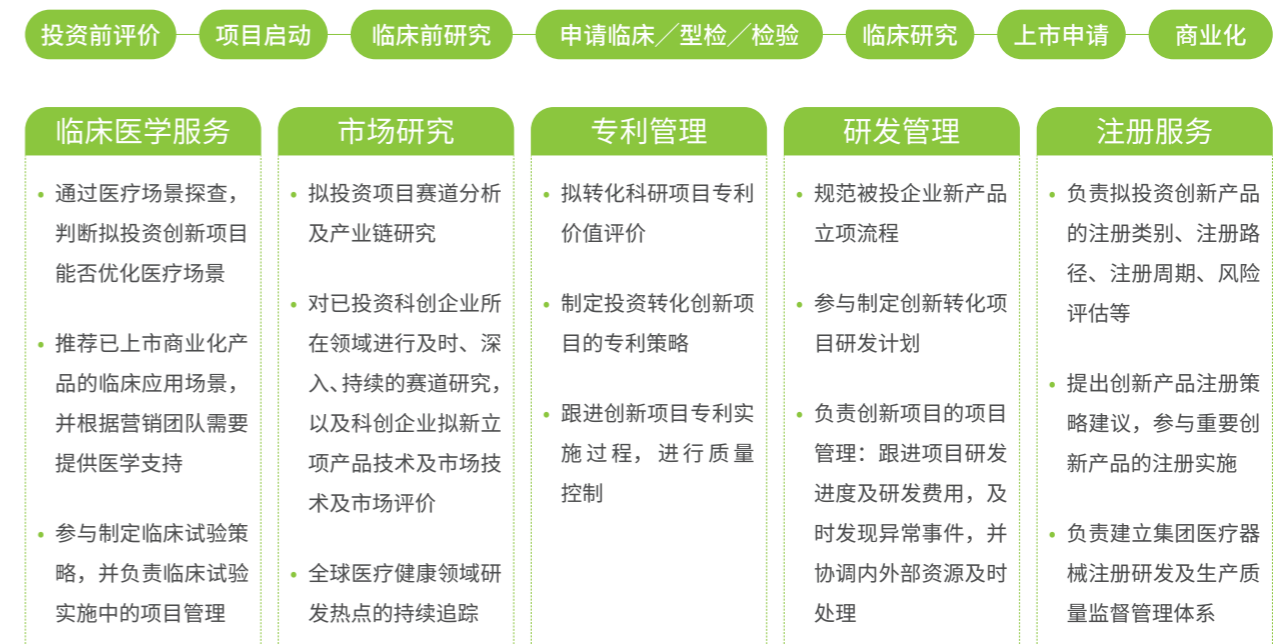 投资前评价
项目启动
临床前研究
申请临床／型检／检验
临床研究
上市申请
商业化
临床医学服务
• 通过医疗场景探查，
判断拟投资创新项目
能否优化医疗场景
• 推荐已上市商业化产
品的临床应用场景，
并根据营销团队需要
提供医学支持
• 参与制定临床试验策
略，并负责临床试验
实施中的项目管理
市场研究
• 拟投资项目赛道分析
及产业链研究
• 对已投资科创企业所
在领域进行及时、深
入、持续的赛道研究，
以及科创企业拟新立
项产品技术及市场技
术及市场评价
• 全球医疗健康领域研
发热点的持续追踪
专利管理
• 拟转化科研项目专利
价值评价
• 制定投资转化创新项
目的专利策略
• 跟进创新项目专利实
施过程，进行质量
控制
研发管理
• 规范被投企业新产品
立项流程
• 参与制定创新转化项
目研发计划
• 负责创新项目的项目
管理：跟进项目研发
进度及研发费用，及
时发现异常事件，并
协调内外部资源及时
处理
注册服务
• 负责拟投资创新产品
的注册类别、注册路
径、注册周期、风险
评估等
• 提出创新产品注册策
略建议，参与重要创
新产品的注册实施
• 负责建立集团医疗器
械注册研发及生产质
量监督管理体系